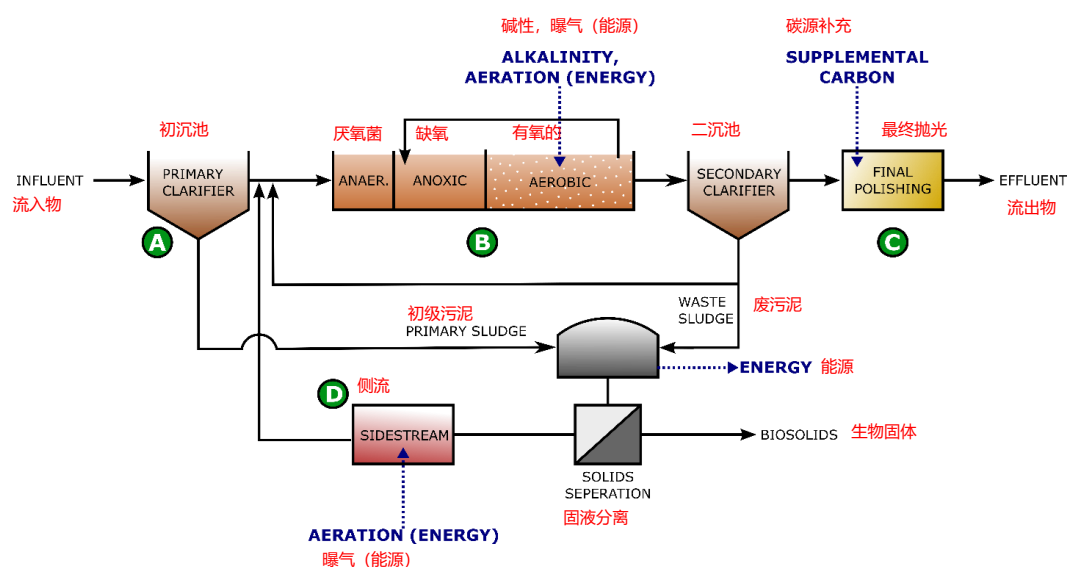 碱性，曝气（能源）
碳源补充
ALKALINITY,
AERATION (ENERGY)
SUPPLEMENTAL
CARBON
初沉池
厌氧菌
缺氧
有氧的
二沉池
最终抛光
INFLUENT
流入物
PRIMARY
CLARIFIER
ANAER.
ANOXIC
AEROBIC
SECONDARY
CLARIFIER
FINAL
POLISHING
EFFLUENT
流出物
A
B
C
初级污泥
PRIMARY SLUDGE
WASTE
SLUDGE
废污泥
ENERGY
能源
D
侧流
SIDESTREAM
BIOSOLIDS
生物固体
SOLIDS
SEPERATION
固液分离
AERATION (ENERGY)
曝气（能源）